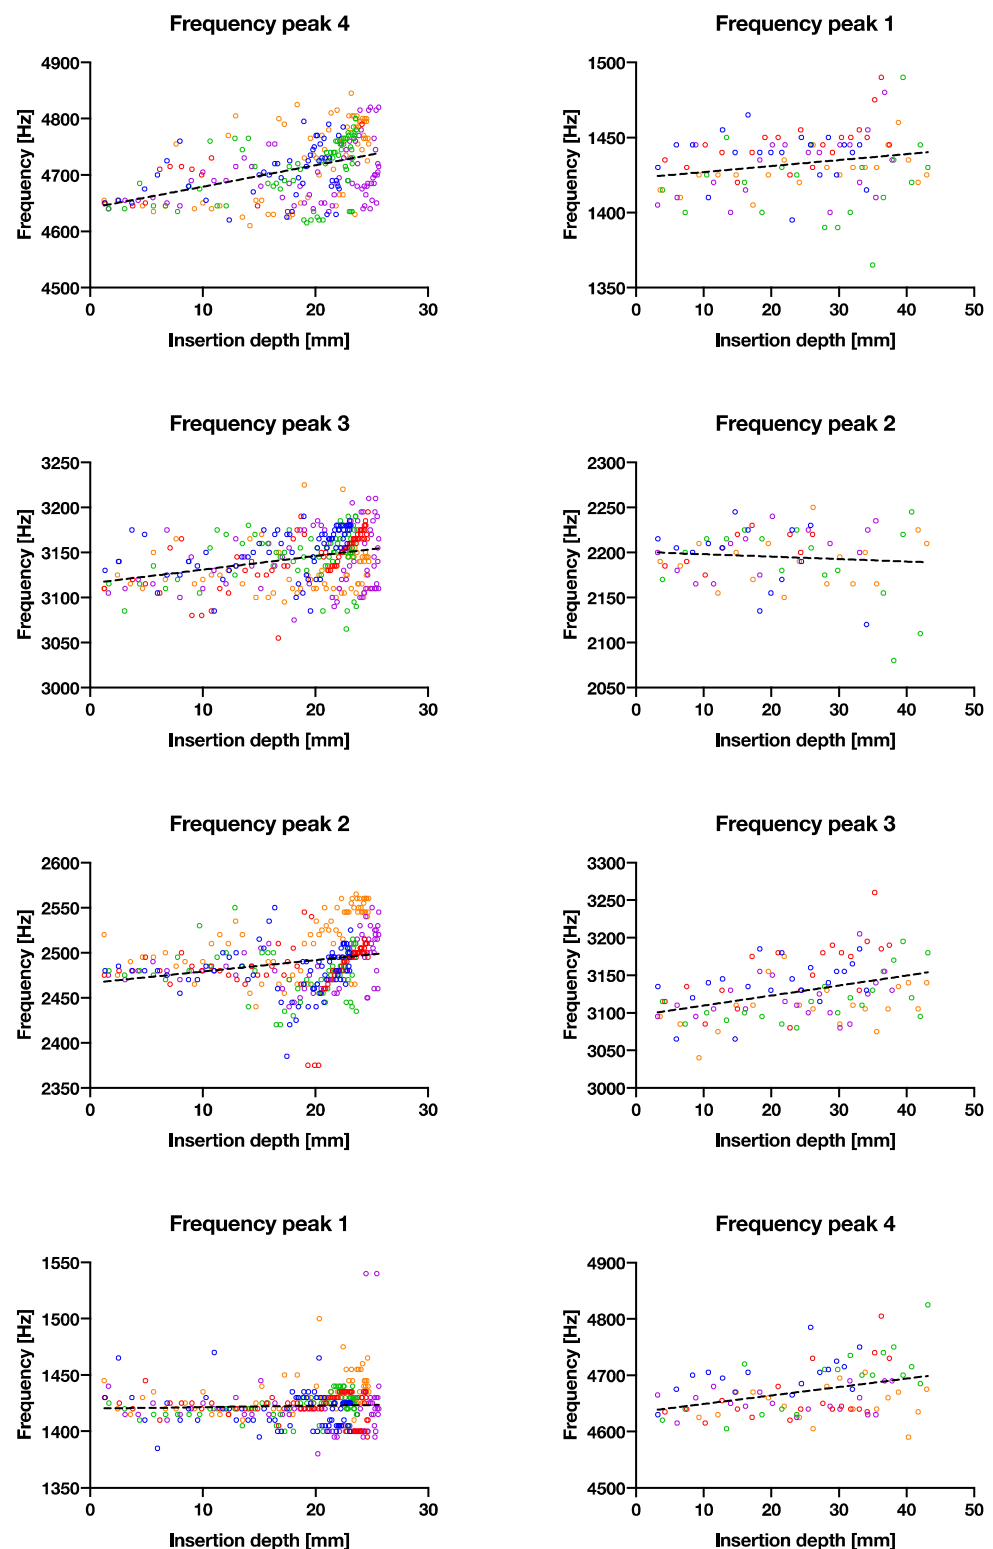 Frequency peak 4
Frequency [Hz]
4900
4800
4700
4600
4500
0 10 20 30
Insertion depth [mm]
Frequency peak 1
Frequency [Hz]
1500
1450
1400
1350
0 10 20 30 40 50
Insertion depth [mm]
Frequency peak 3
Frequency [Hz]
3250
3200
3150
3100
3050
3000
0 10 20 30
Insertion depth [mm]
Frequency peak 2
Frequency [Hz]
2300
2250
2200
2150
2100
2050
0 10 20 30 40 50
Insertion depth [mm]
Frequency peak 2
Frequency [Hz]
2600
2550
2500
2450
2400
2350
0 10 20 30
Insertion depth [mm]
Frequency peak 3
Frequency [Hz]
3300
3250
3200
3150
3100
3050
3000
0 10 20 30 40 50
Insertion depth [mm]
Frequency peak 1
Frequency [Hz]
1550
1500
1450
1400
1350
0 10 20 30
Insertion depth [mm]
Frequency peak 4
Frequency [Hz]
4900
4800
4700
4600
4500
0 10 20 30 40 50
Insertion depth [mm]